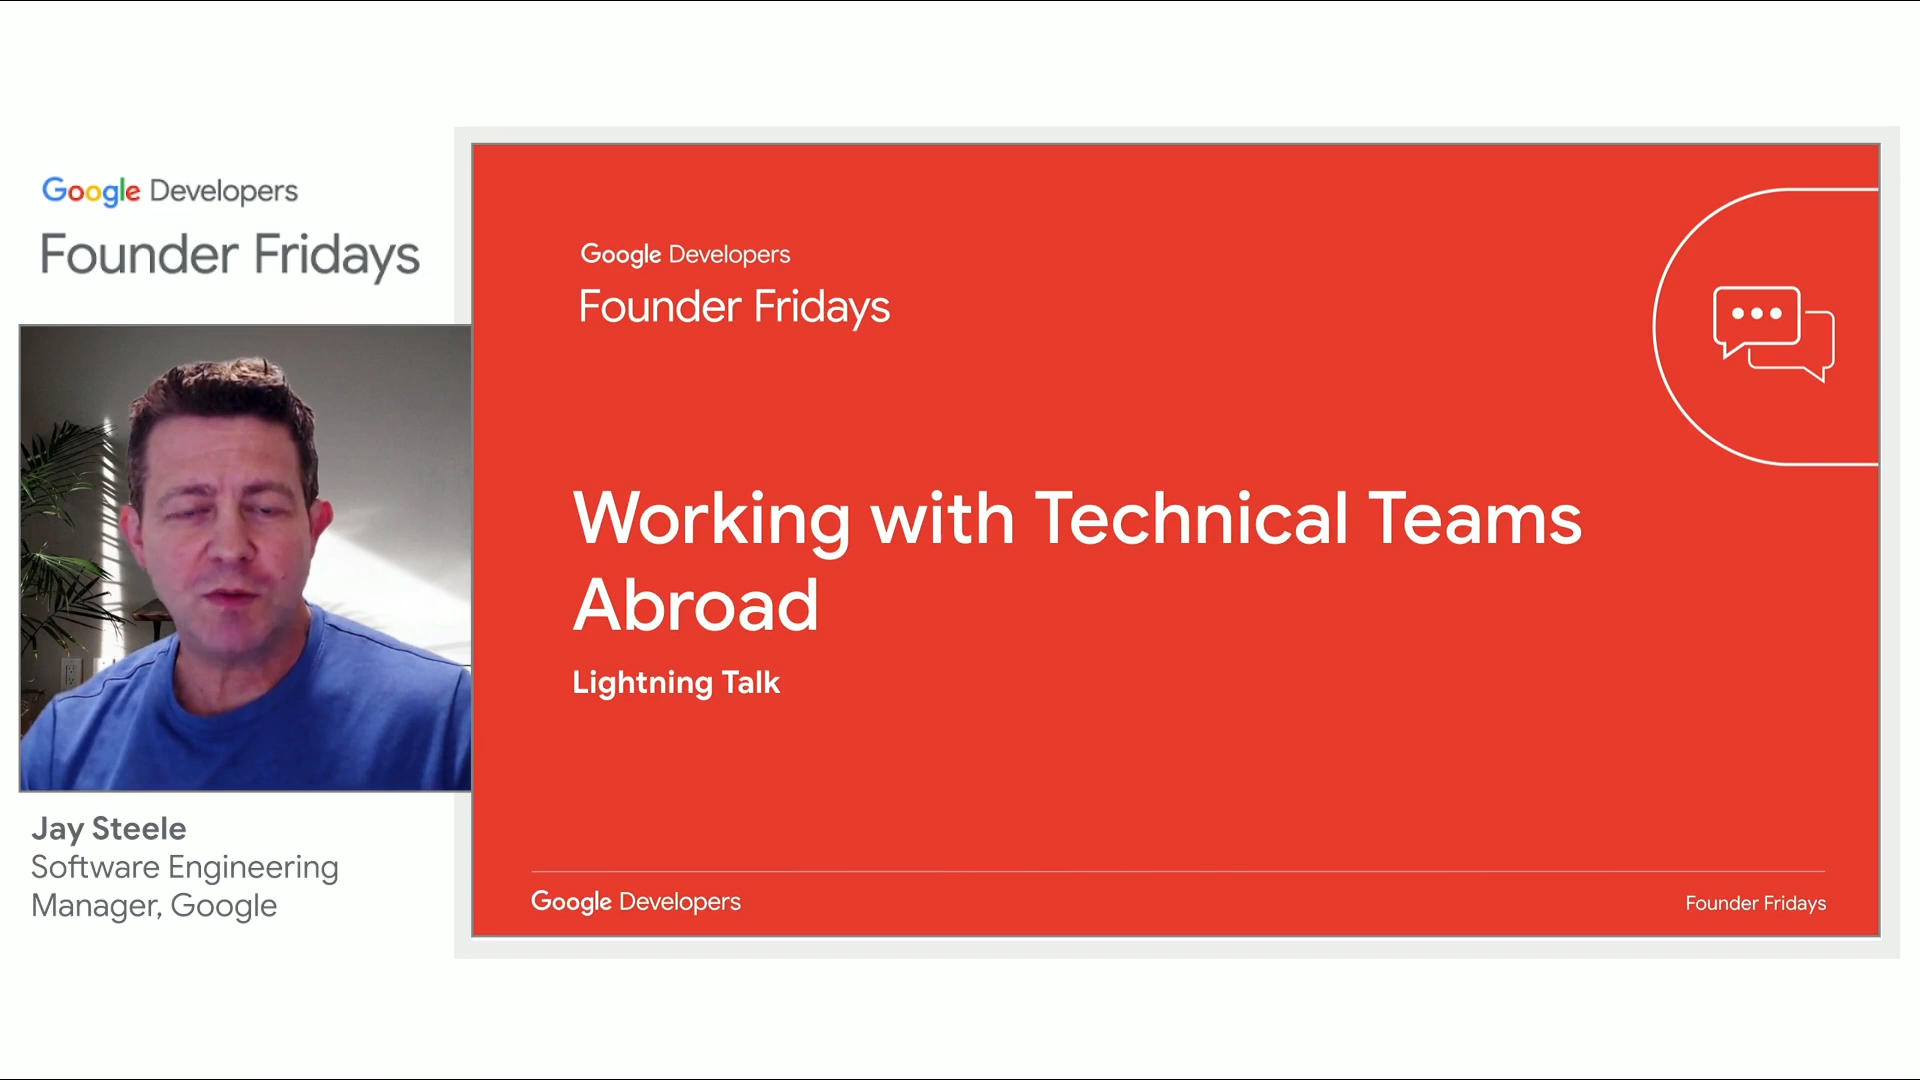 Google Developers
Founder Fridays
Jay Steele
Software Engineering
Manager, Google
Google Developers
Founder Fridays
Working with Technical Teams
Abroad
Lightning Talk
Google Developers
Founder Fridays